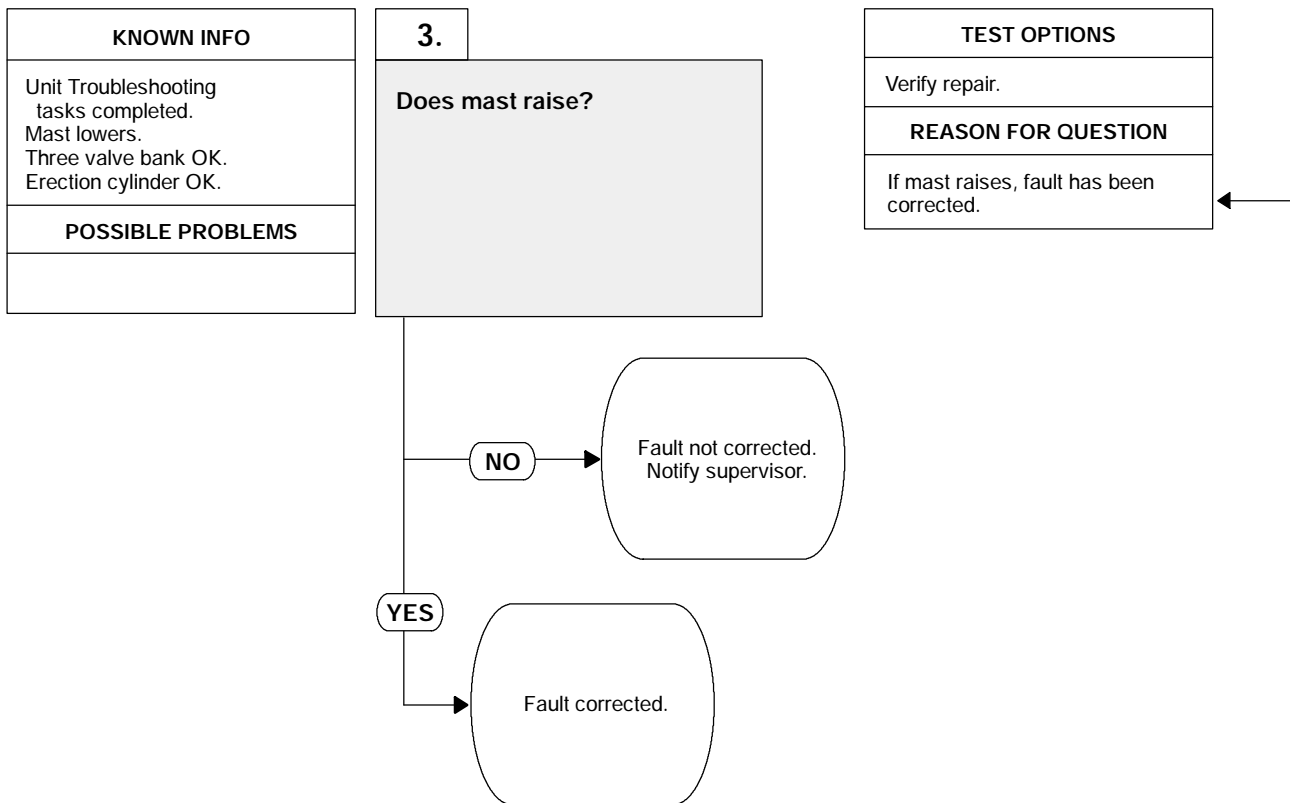 KNOWN INFO
Unit Troubleshooting
tasks completed.
Mast lowers.
Three valve bank OK.
Erection cylinder OK.
POSSIBLE PROBLEMS
3.
Does mast raise?
TEST OPTIONS
Verify repair.
REASON FOR QUESTION
If mast raises, fault has been
corrected.
NO
Fault not corrected.
Notify supervisor.
YES
Fault corrected.